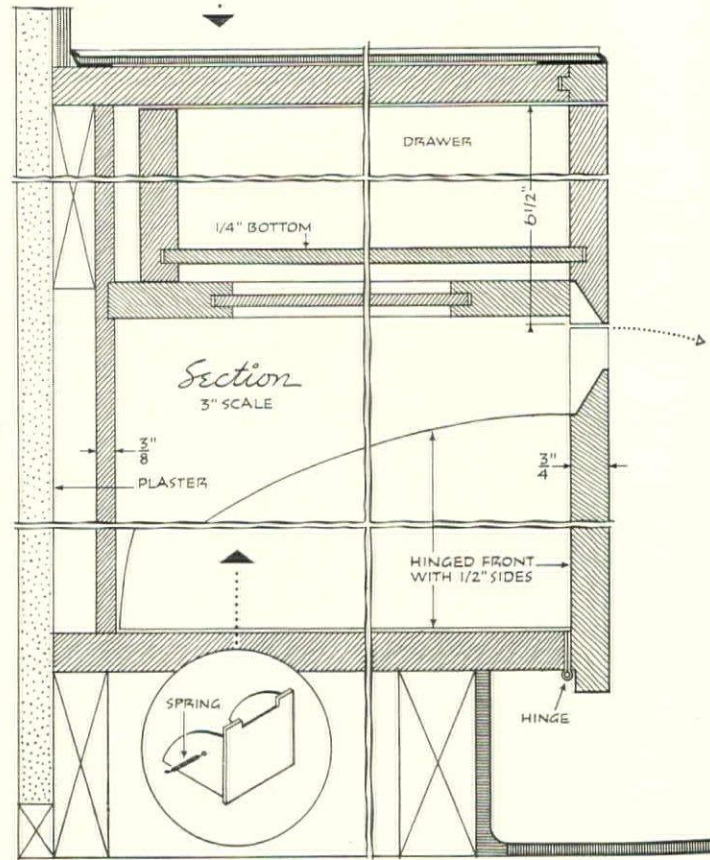 DRAWER
6 1/2"
1/4" BOTTOM
Section
3" SCALE
3"
8
3"
4
PLASTER
HINGED FRONT
WITH 1/2" SIDES
SPRING
HINGE